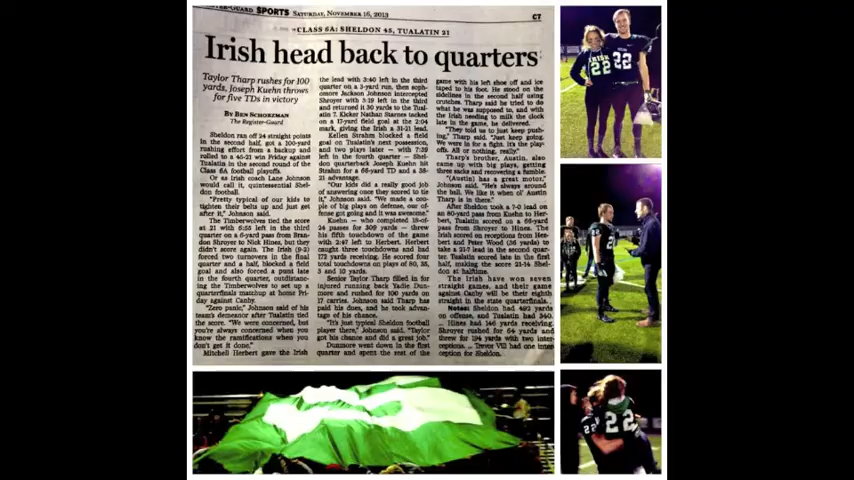 SPORTS SATURDAY, NOVEMBER 16, 2013
C7
CLASS 6A: SHELDON 45, TUALATIN 21
Irish head back to quarters
Taylor Tharp rushes for 100
yards, Joseph Kuehn throws
for five TDs in victory
BY BEN SCHORZMAN
The Register-Guard
Sheldon ran off 24 straight points
in the second half, got a 100-yard
rushing effort from a backup and
rolled to a 45-21 win Friday against
Tualatin in the second round of the
Class 6A football playoffs.
Or as Irish coach Lane Johnson
would call it, quintessential Shel-
don football.
"Pretty typical of our kids to
tighten their belts up and just get
after it," Johnson said.
The Timberwolves tied the score
at 21 with 6:55 left in the third
quarter on a 6-yard pass from Bran-
don Shroyer to Nick Hines, but they
didn't score again. The Irish (9-2)
forced two turnovers in the final
quarter and a half, blocked a field
goal and also forced a punt late
in the fourth quarter, outdistanc-
ing the Timberwolves to set up a
quarterfinals matchup at home Fri-
day against Canby.
"Zero panic," Johnson said of his
team's demeanor after Tualatin tied
the score. "We were concerned, but
you're always concerned when you
know the ramifications when you
don't get it done."
Mitchell Herbert gave the Irish
the lead with 3:40 left in the third
quarter on a 3-yard run, then soph-
omore Jackson Johnson intercepted
Shroyer with 3:19 left in the third
and returned it 30 yards to the Tual-
atin 7. Kicker Nathan Starnes tacked
on a 17-yard field goal at the 2:04
mark, giving the Irish a 31-21 lead.
Kellen Strahm blocked a field
goal on Tualatin's next possession,
and two plays later — with 7:39
left in the fourth quarter — Shel-
don quarterback Joseph Kuehn hit
Strahm for a 66-yard TD and a 38-
21 advantage.
"Our kids did a really good job
of answering once they scored to tie
it," Johnson said. "We made a cou-
ple of big plays on defense, our of-
fense got going and it was awesome."
Kuehn — who completed 18-of-
24 passes for 309 yards — threw
his fifth touchdown of the game
with 2:47 left to Herbert. Herbert
caught three touchdowns and had
172 yards receiving. He scored four
total touchdowns on plays of 80, 35,
3 and 10 yards.
Senior Taylor Tharp filled in for
injured running back Yadie Dun-
more and rushed for 100 yards on
17 carries. Johnson said Tharp has
paid his dues, and he took advan-
tage of his chance.
"It's just typical Sheldon football
player there," Johnson said. "Taylor
got his chance and did a great job."
Dunmore went down in the first
quarter and spent the rest of the
game with his left shoe off and ice
taped to his foot. He stood on the
sidelines in the second half using
crutches. Tharp said he tried to do
what he was supposed to, and with
the Irish needing to milk the clock
late in the game, he delivered.
"They told us to just keep push-
ing," Tharp said. "Just keep going.
We were in for a fight. it's the play-
offs. All or nothing, really."
Tharp's brother, Austin, also
came up with big plays, getting
three sacks and recovering a fumble.
"(Austin) has a great motor,"
Johnson said. "He's always around
the ball. We like it when ol' Austin
Tharp is in there."
After Sheldon took a 7-0 lead on
an 80-yard pass from Kuehn to Her-
bert, Tualatin scored on a 66-yard
pass from Shroyer to Hines. The
Irish scored on receptions from Her-
bert and Peter Wood (16 yards) to
take a 21-7 lead in the second quar-
ter. Tualatin scored late in the first
half, making the score 21-14 Shel-
don at halftime.
The Irish have won seven
straight games, and their game
against Canby will be their eighth
straight in the state quarterfinals.
Notes: Sheldon had 492 yards
on offense, and Tualatin had 340.
... Hines had 146 yards receiving.
Shroyer rushed for 64 yards and
threw for 194 yards with two inter-
ceptions. ... Trevor Vill had one inter-
ception for Sheldon.
IRISH
22
22
22
22